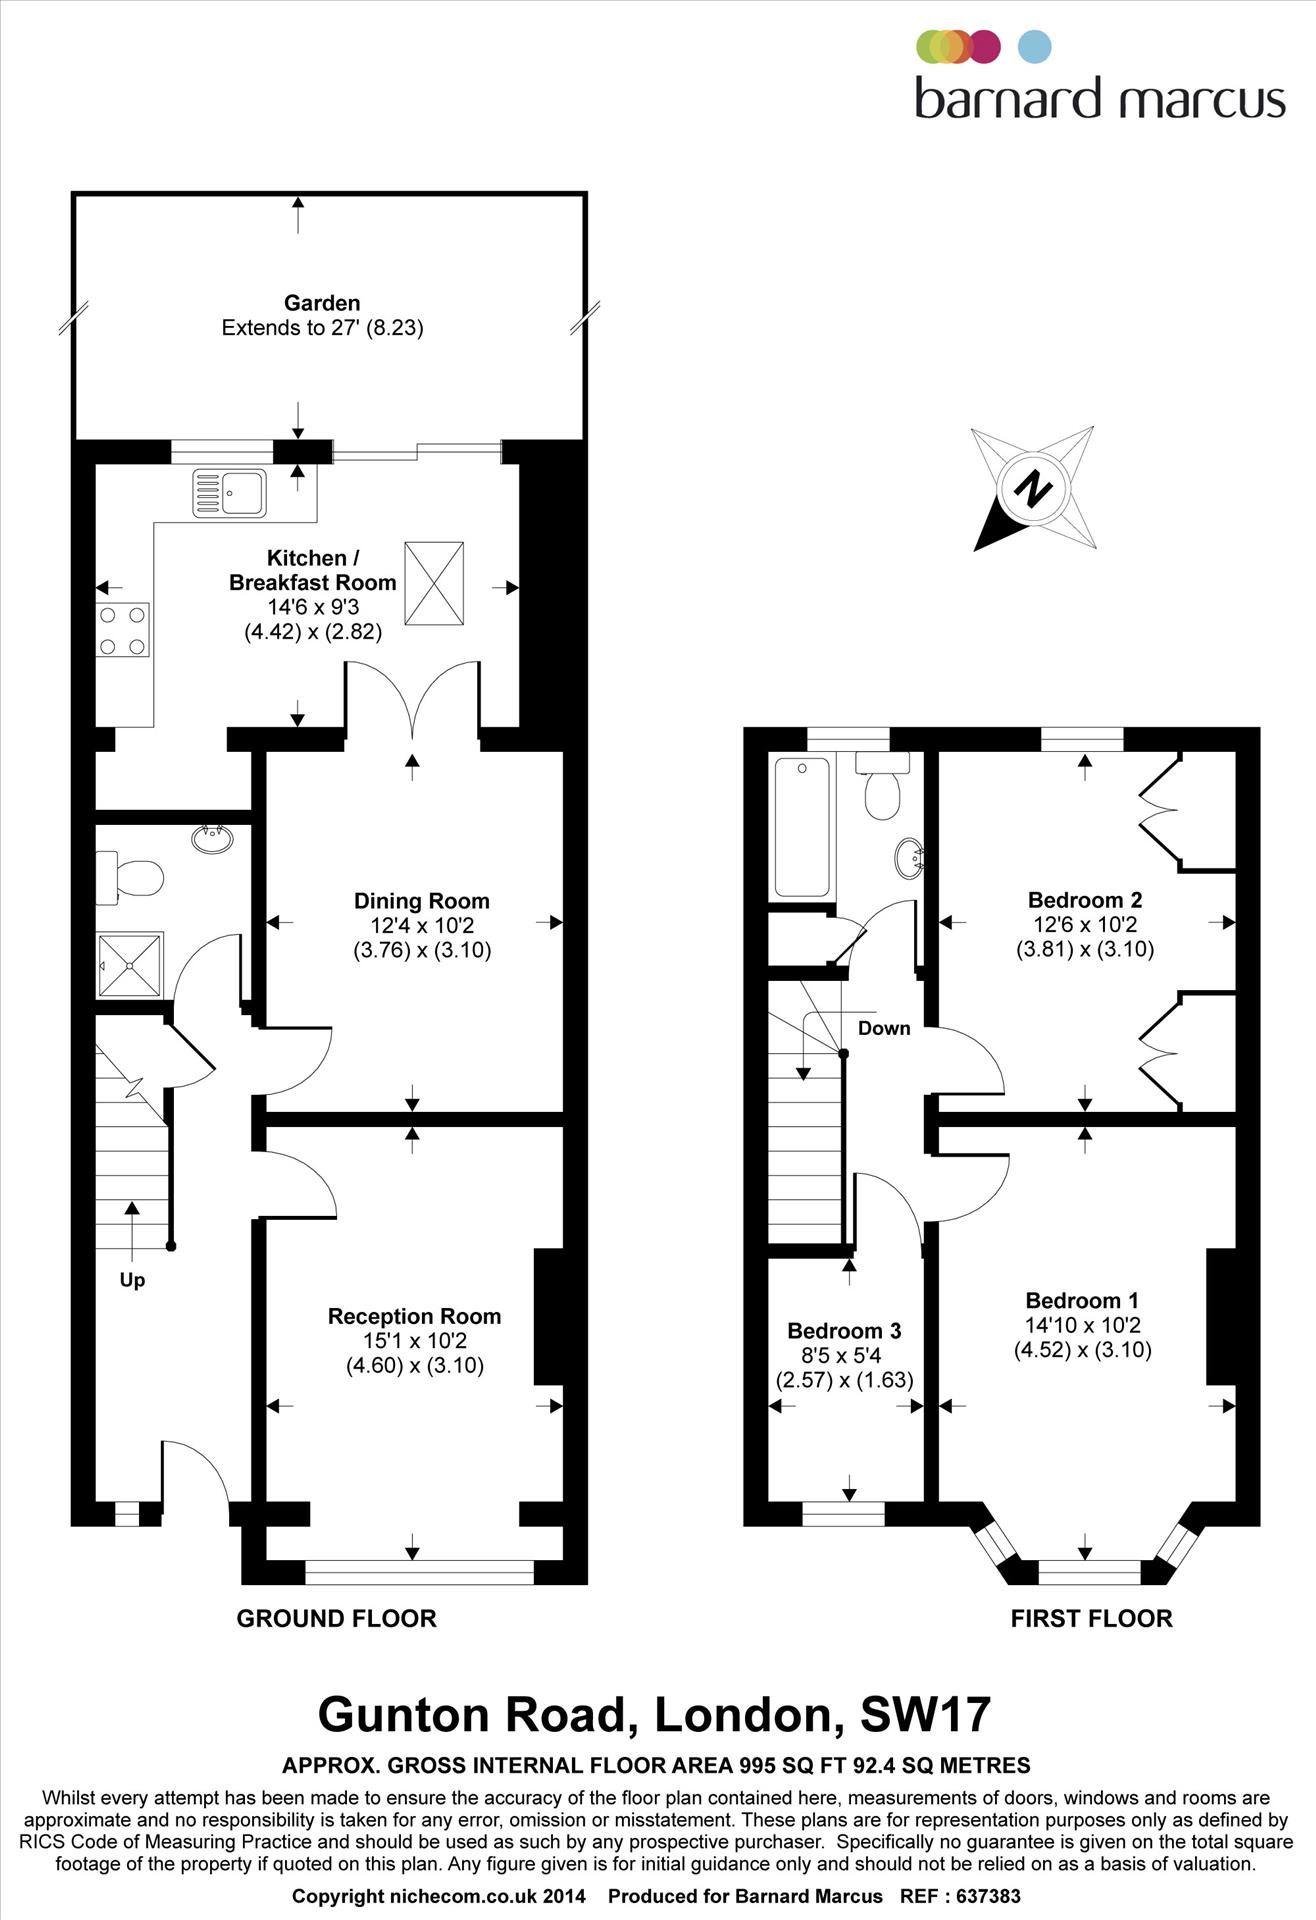 barnard marcus
Garden
Extends to 27' (8.23)
N
Kitchen /
Breakfast Room
14'6 x 9'3
(4.42) x (2.82)
Dining Room
12'4 x 10'2
(3.76) x (3.10)
Up
Reception Room
15'1 x 10'2
(4.60) x (3.10)
GROUND FLOOR
Bedroom 2
12'6 x 10'2
(3.81) x (3.10)
Down
Bedroom 1
14'10 x 10'2
(4.52) x (3.10)
Bedroom 3
8'5 x 5'4
(2.57) x (1.63)
FIRST FLOOR
Gunton Road, London, SW17
APPROX. GROSS INTERNAL FLOOR AREA 995 SQ FT 92.4 SQ METRES
Whilst every attempt has been made to ensure the accuracy of the floor plan contained here, measurements of doors, windows and rooms are
approximate and no responsibility is taken for any error, omission or misstatement. These plans are for representation purposes only as defined by
RICS Code of Measuring Practice and should be used as such by any prospective purchaser. Specifically no guarantee is given on the total square
footage of the property if quoted on this plan. Any figure given is for initial guidance only and should not be relied on as a basis of valuation.
Copyright nichecom.co.uk 2014 Produced for Barnard Marcus REF : 637383